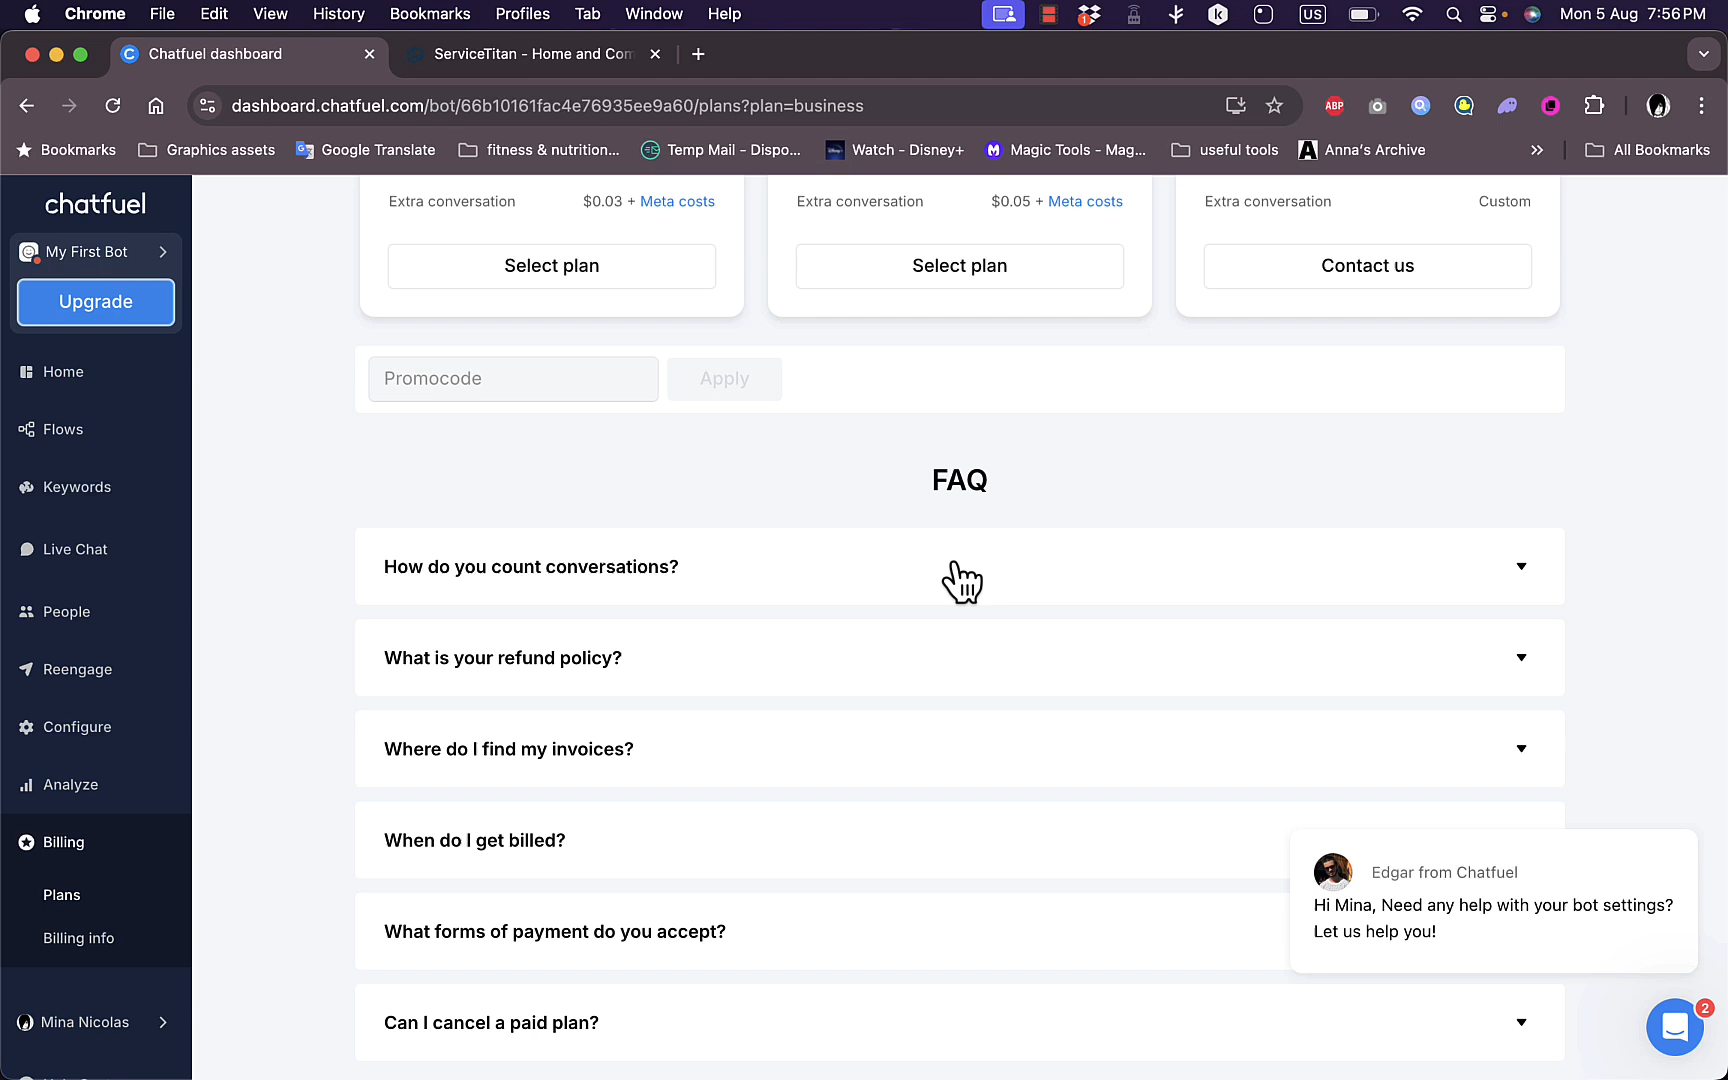 Chrome File Edit View History Bookmarks Profiles Tab Window Help
1 US Mon 5 Aug 7:56 PM
Chatfuel dashboard
ServiceTitan - Home and Com
dashboard.chatfuel.com/bot/66b10161fac4e76935ee9a60/plans?plan=business
ABP
Bookmarks Graphics assets Google Translate fitness & nutrition... Temp Mail – Dispo... Watch – Disney+ Magic Tools - Mag... useful tools Anna's Archive All Bookmarks
chatfuel
My First Bot
Upgrade
Home
Flows
Keywords
Live Chat
People
Reengage
Configure
Analyze
Billing
Plans
Billing info
Mina Nicolas
Extra conversation $0.03 + Meta costs
Select plan
Extra conversation $0.05 + Meta costs
Select plan
Extra conversation Custom
Contact us
Promocode Apply
FAQ
How do you count conversations?
What is your refund policy?
Where do I find my invoices?
When do I get billed?
What forms of payment do you accept?
Can I cancel a paid plan?
Edgar from Chatfuel
Hi Mina, Need any help with your bot settings?
Let us help you!
2